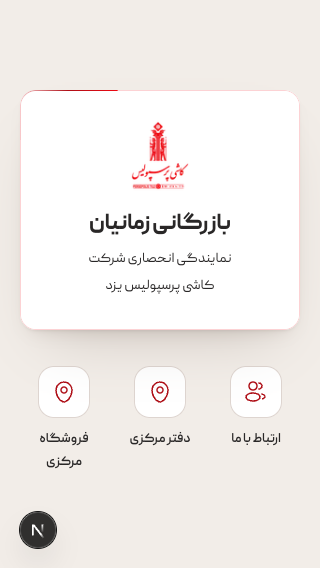 کاشی پرسپولیس
بازرگانی زمانیان
نمایندگی انحصاری شرکت
کاشی پرسپولیس یزد
ارتباط با ما
دفتر مرکزی
فروشگاه
مرکزی
N